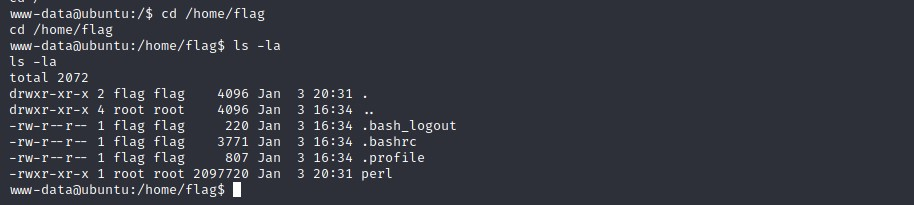 www-data@ubuntu:/$ cd /home/flag
cd /home/flag
www-data@ubuntu:/home/flag$ ls -la
ls -la
total 2072
drwxr-xr-x 2 flag flag    4096 Jan  3 20:31 .
drwxr-xr-x 4 root root    4096 Jan  3 16:34 ..
-rw-r--r-- 1 flag flag     220 Jan  3 16:34 .bash_logout
-rw-r--r-- 1 flag flag    3771 Jan  3 16:34 .bashrc
-rw-r--r-- 1 flag flag     807 Jan  3 16:34 .profile
-rwxr-xr-x 1 root root 2097720 Jan  3 20:31 perl
www-data@ubuntu:/home/flag$